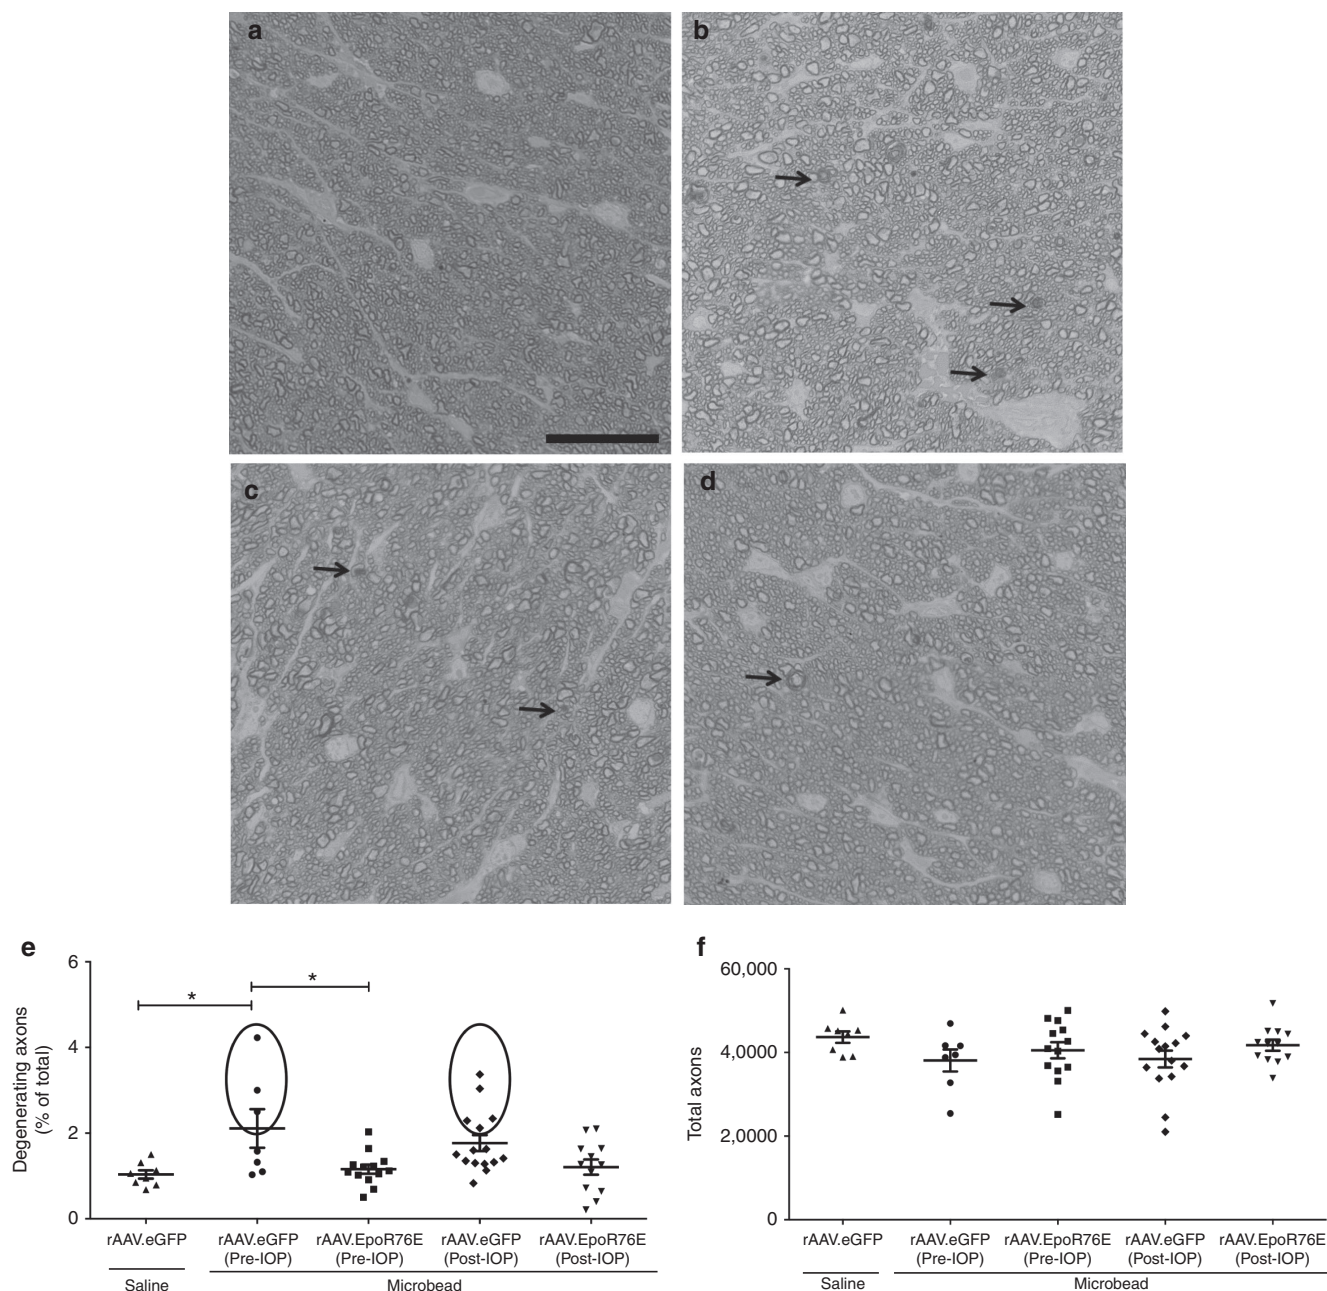 a
b
c
d
e
6
4
2
0
Degenerating axons
(% of total)
*
*
rAAV.eGFP
rAAV.eGFP
(Pre-IOP)
rAAV.EpoR76E
(Pre-IOP)
rAAV.eGFP
(Post-IOP)
rAAV.EpoR76E
(Post-IOP)
Saline
Microbead
f
60,000
4,0000
2,0000
0
Total axons
rAAV.eGFP
rAAV.eGFP
(Pre-IOP)
rAAV.EpoR76E
(Pre-IOP)
rAAV.eGFP
(Post-IOP)
rAAV.EpoR76E
(Post-IOP)
Saline
Microbead